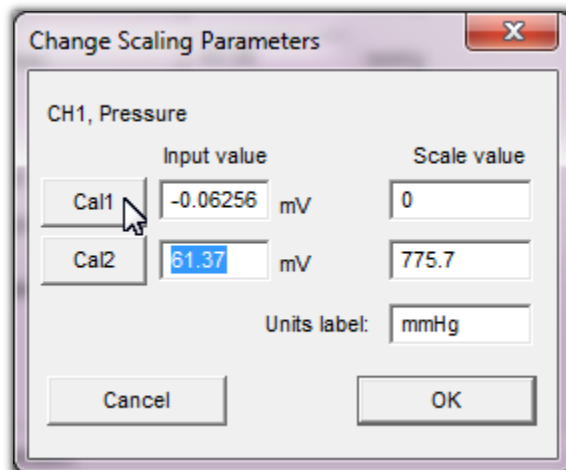 Change Scaling Parameters
CH1, Pressure
Input value Scale value
Cal1 -0.06256 mV 0
Cal2 61.37 mV 775.7
Units label: mmHg
Cancel OK